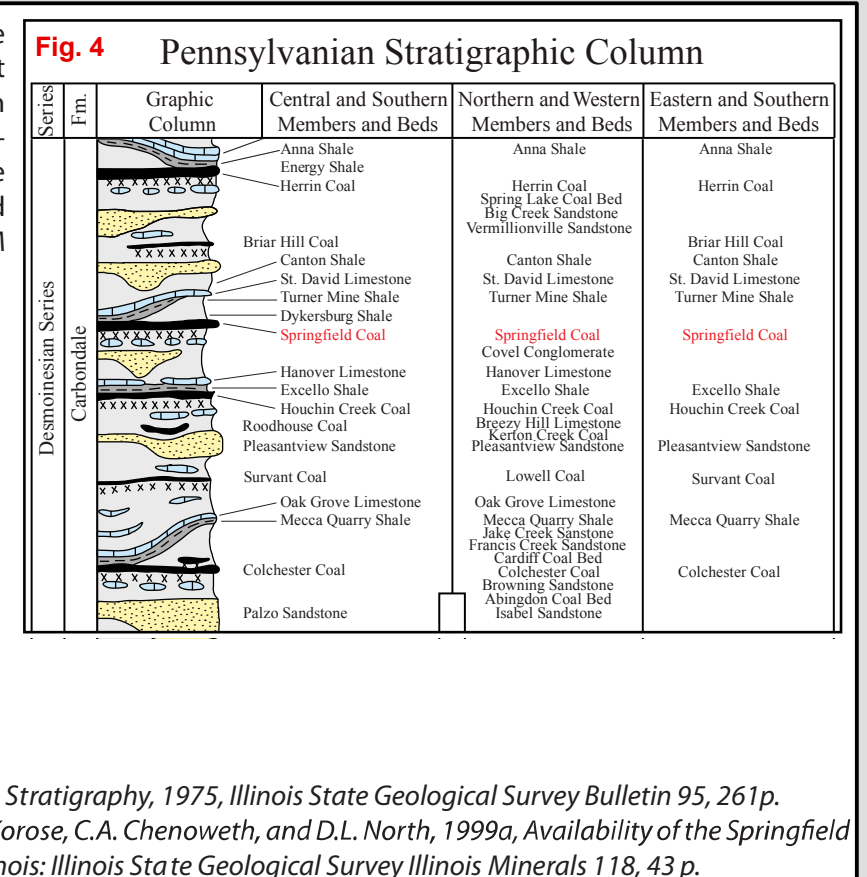 Fig. 4
Pennsylvanian Stratigraphic Column
Series
Fm.
Graphic
Column
Central and Southern
Members and Beds
Northern and Western
Members and Beds
Eastern and Southern
Members and Beds
Desmoinesian Series
Carbondale
Anna Shale
Energy Shale
Herrin Coal
Briar Hill Coal
Canton Shale
St. David Limestone
Turner Mine Shale
Dykersburg Shale
Springfield Coal
Hanover Limestone
Excello Shale
Houchin Creek Coal
Roodhouse Coal
Pleasantview Sandstone
Survant Coal
Oak Grove Limestone
Mecca Quarry Shale
Colchester Coal
Palzo Sandstone
Anna Shale
Herrin Coal
Spring Lake Coal Bed
Big Creek Sandstone
Vermillionville Sandstone
Canton Shale
St. David Limestone
Turner Mine Shale
Springfield Coal
Covel Conglomerate
Hanover Limestone
Excello Shale
Houchin Creek Coal
Breezy Hill Limestone
Kerton Creek Coal
Pleasantview Sandstone
Lowell Coal
Oak Grove Limestone
Mecca Quarry Shale
Jake Creek Sanstone
Francis Creek Sandstone
Cardiff Coal Bed
Colchester Coal
Browning Sandstone
Abingdon Coal Bed
Isabel Sandstone
Anna Shale
Herrin Coal
Briar Hill Coal
Canton Shale
St. David Limestone
Turner Mine Shale
Springfield Coal
Excello Shale
Houchin Creek Coal
Pleasantview Sandstone
Survant Coal
Mecca Quarry Shale
Colchester Coal
Stratigraphy, 1975, Illinois State Geological Survey Bulletin 95, 261p.
orose, C.A. Chenoweth, and D.L. North, 1999a, Availability of the Springfield
nois: Illinois State Geological Survey Illinois Minerals 118, 43 p.